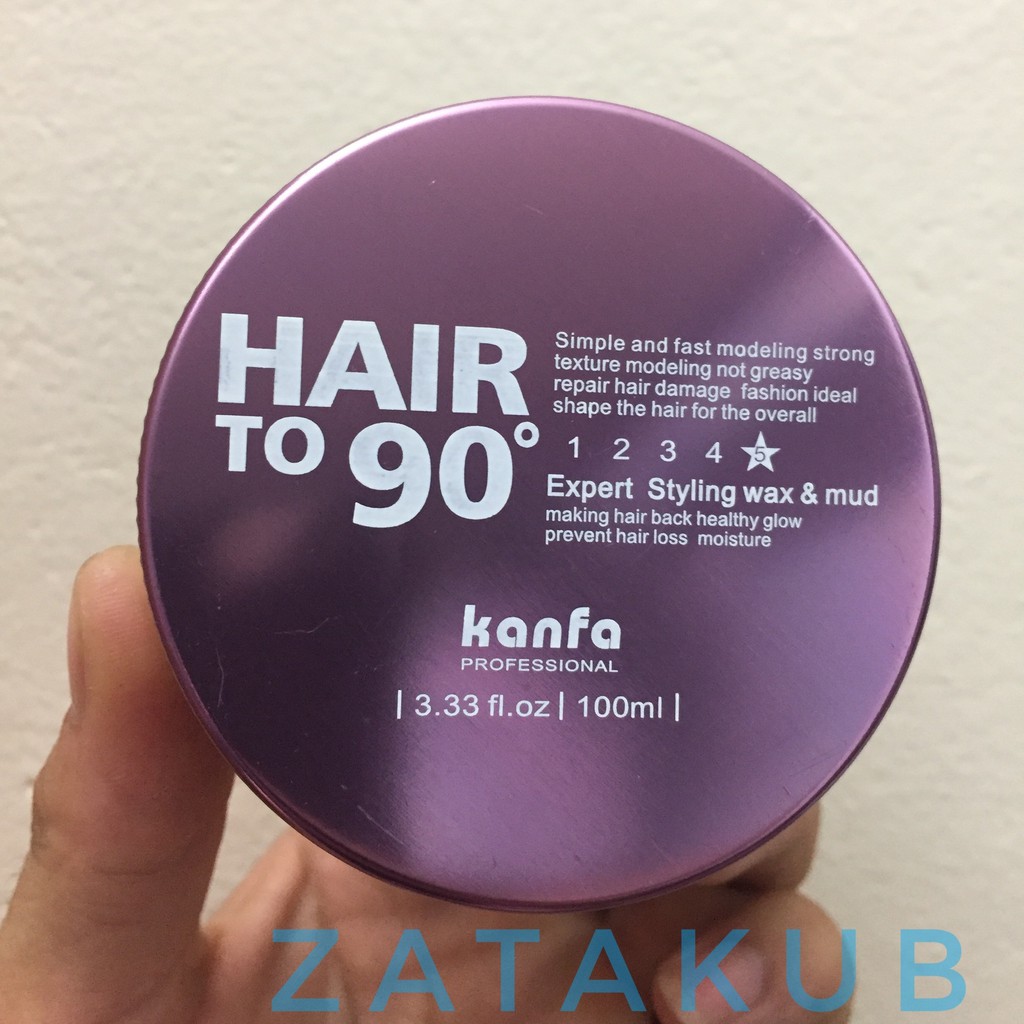 HAIR
TO 90°
Simple and fast modeling strong
texture modeling not greasy
repair hair damage fashion ideal
shape the hair for the overall
1 2 3 4 5
Expert Styling wax & mud
making hair back healthy glow
prevent hair loss moisture
kanfa
PROFESSIONAL
| 3.33 fl.oz | 100ml |
ZATAKUB